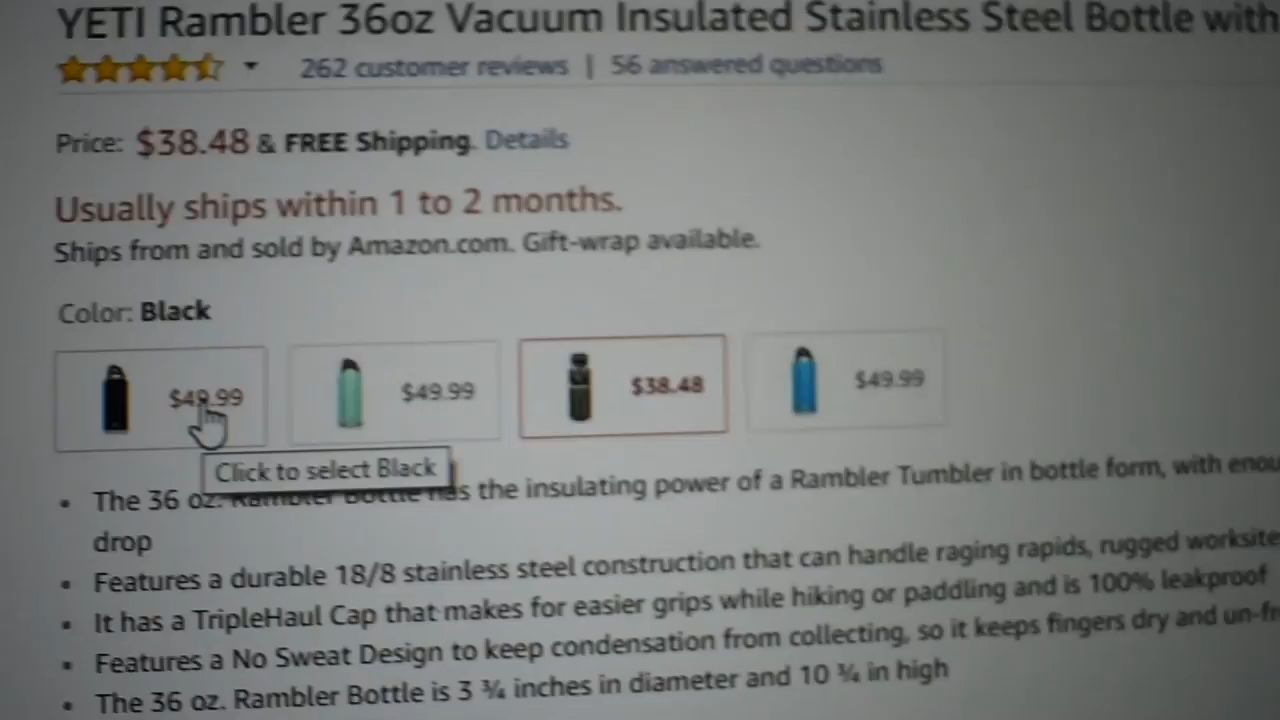 YETI Rambler 36oz Vacuum Insulated Stainless Steel Bottle with
262 customer reviews | 56 answered questions
Price: $38.48 & FREE Shipping. Details
Usually ships within 1 to 2 months.
Ships from and sold by Amazon.com. Gift-wrap available.
Color: Black
$49.99 $49.99 $38.48 $49.99
Click to select Black
• The 36 oz. Rambler Bottle has the insulating power of a Rambler Tumbler in bottle form, with
drop
• Features a durable 18/8 stainless steel construction that can handle raging rapids, rugged worksite
• It has a TripleHaul Cap that makes for easier grips while hiking or paddling and is 100% leakproof
• Features a No Sweat Design to keep condensation from collecting, so it keeps fingers dry and
• The 36 oz. Rambler Bottle is 3 ¾ inches in diameter and 10 ¾ in high